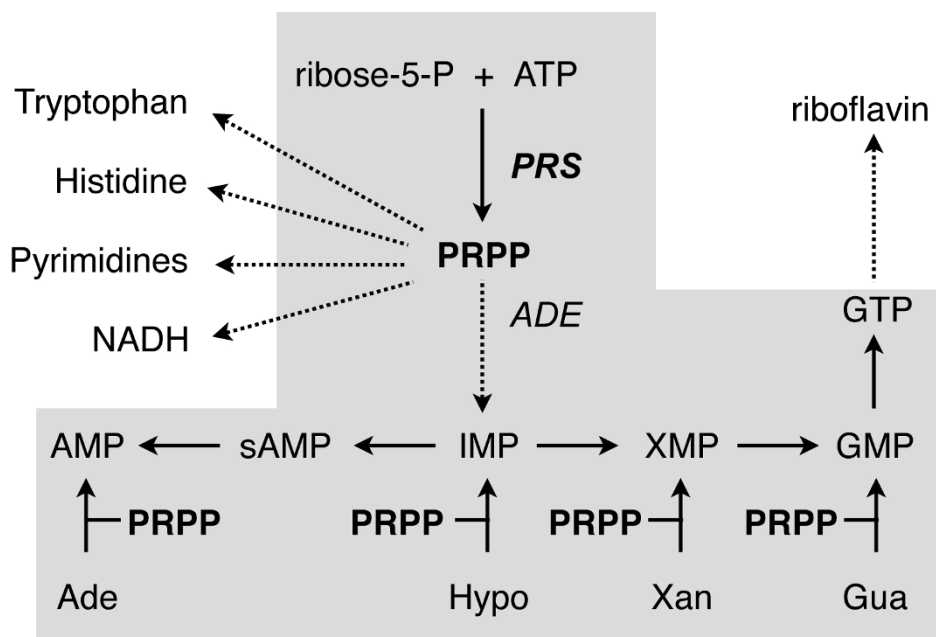 ribose-5-P + ATP
Tryptophan
riboflavin
PRS
Histidine
PRPP
Pyrimidines
ADE
GTP
NADH
AMP sAMP IMP XMP GMP
PRPP PRPP PRPP PRPP
Ade Hypo Xan Gua